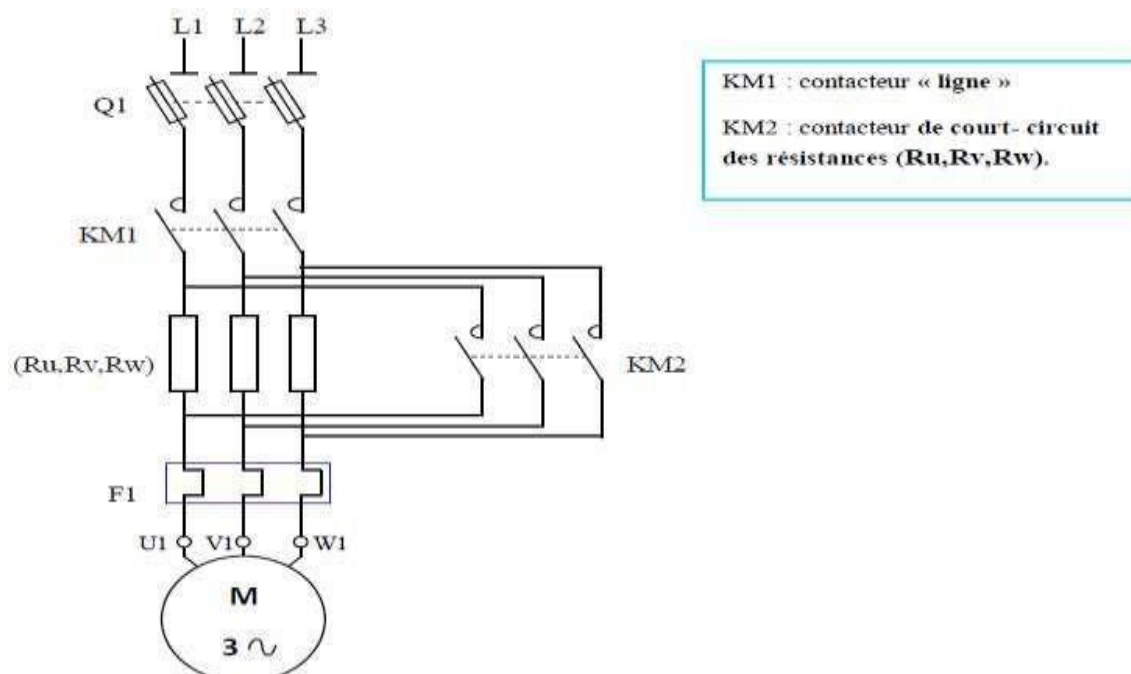 L1 L2 L3
Q1
KM1 : contacteur « ligne »
KM2 : contacteur de court- circuit
des résistances (Ru,Rv,Rw).
KM1
(Ru,Rv,Rw)
KM2
F1
U1 V1 W1
M
3 ~